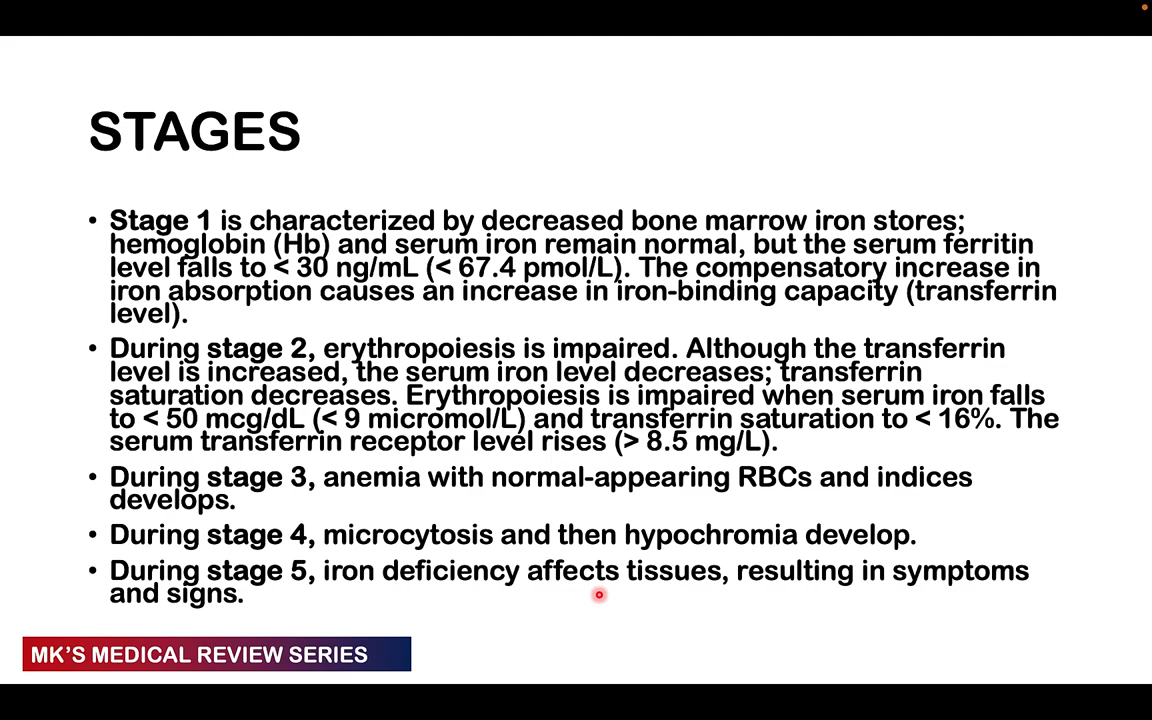 STAGES
• Stage 1 is characterized by decreased bone marrow iron stores;
hemoglobin (Hb) and serum iron remain normal, but the serum ferritin
level falls to < 30 ng/mL (< 67.4 pmol/L). The compensatory increase in
iron absorption causes an increase in iron-binding capacity (transferrin
level).
• During stage 2, erythropoiesis is impaired. Although the transferrin
level is increased, the serum iron level decreases; transferrin
saturation decreases. Erythropoiesis is impaired when serum iron falls
to < 50 mcg/dL (< 9 micromol/L) and transferrin saturation to < 16%. The
serum transferrin receptor level rises (> 8.5 mg/L).
• During stage 3, anemia with normal-appearing RBCs and indices
develops.
• During stage 4, microcytosis and then hypochromia develop.
• During stage 5, iron deficiency affects tissues, resulting in symptoms
and signs.
MK'S MEDICAL REVIEW SERIES